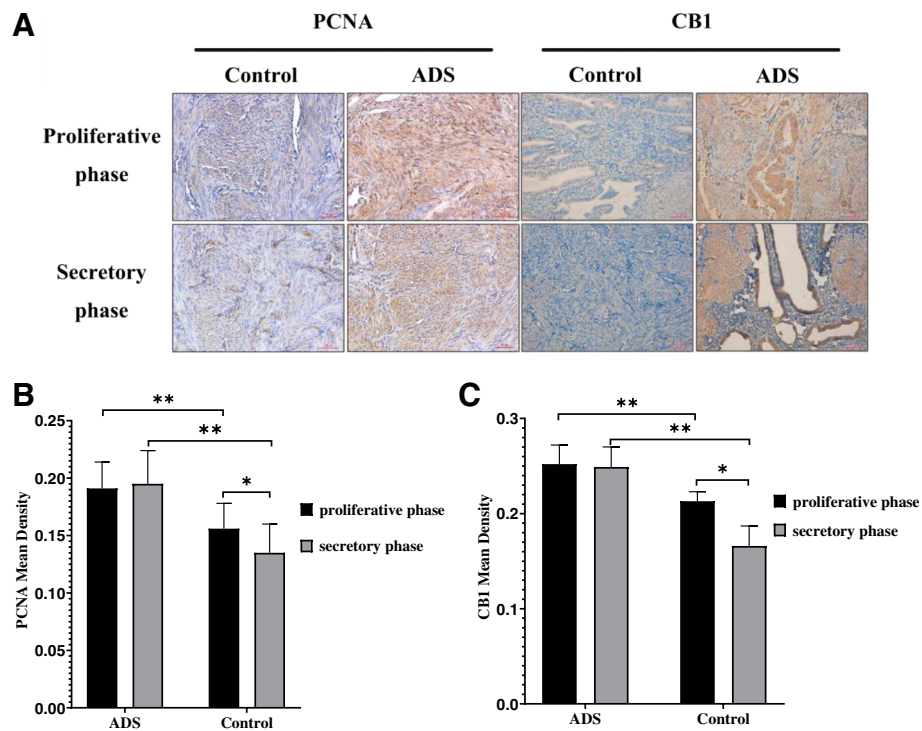 A
PCNA
CB1
Control
ADS
Control
ADS
Proliferative
phase
Secretory
phase
B
PCNA Mean Density
0.25
0.20
0.15
0.10
0.05
0.00
**
**
*
ADS
Control
proliferative phase
secretory phase
C
CB1 Mean Density
0.3
0.2
0.1
0.0
**
**
*
ADS
Control
proliferative phase
secretory phase